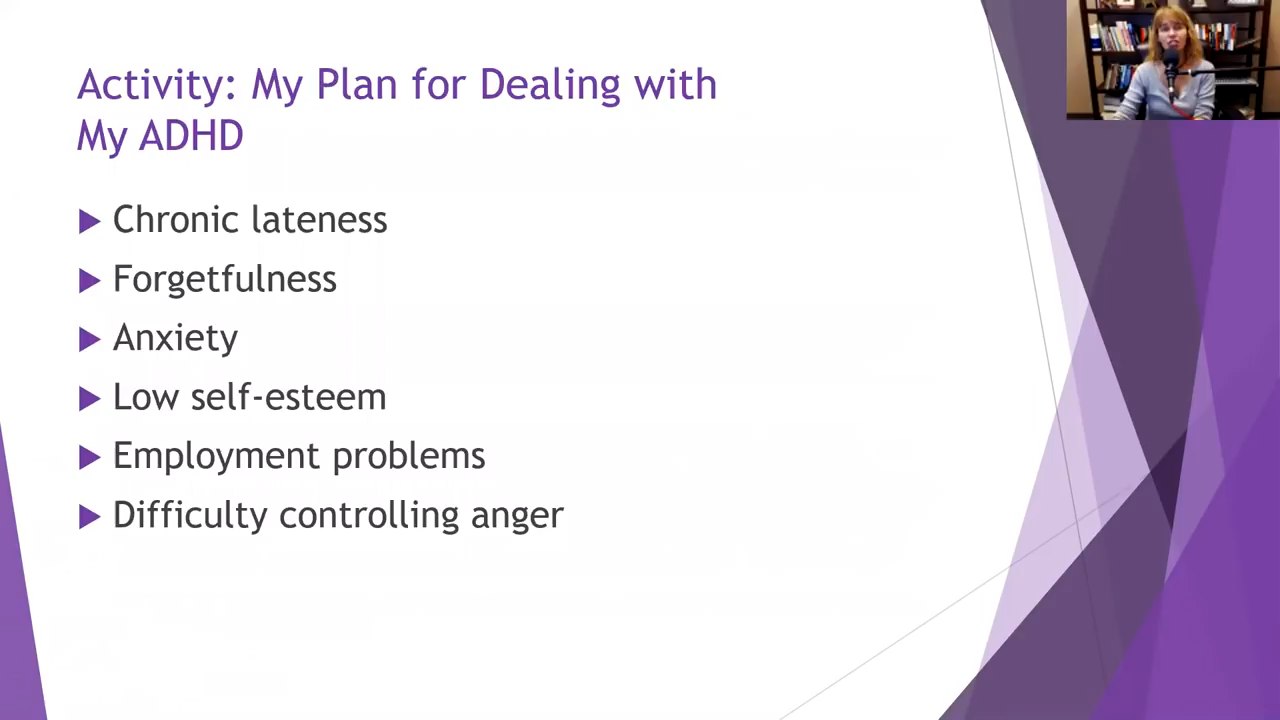 Activity: My Plan for Dealing with
My ADHD
Chronic lateness
Forgetfulness
Anxiety
Low self-esteem
Employment problems
Difficulty controlling anger